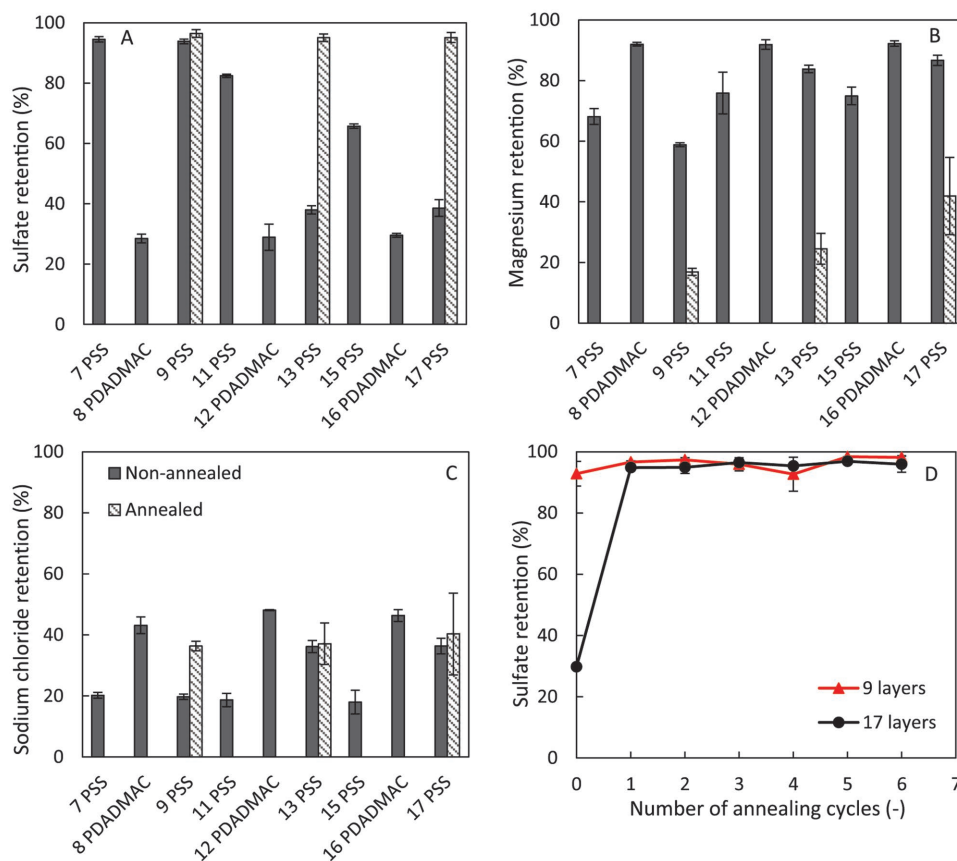 A
Sulfate retention (%)
100
80
60
40
20
0
7 PSS
8 PDADMAC
9 PSS
11 PSS
12 PDADMAC
13 PSS
15 PSS
16 PDADMAC
17 PSS
B
Magnesium retention (%)
100
80
60
40
20
0
7 PSS
8 PDADMAC
9 PSS
11 PSS
12 PDADMAC
13 PSS
15 PSS
16 PDADMAC
17 PSS
C
Non-annealed
Annealed
Sodium chloride retention (%)
100
80
60
40
20
0
7 PSS
8 PDADMAC
9 PSS
11 PSS
12 PDADMAC
13 PSS
15 PSS
16 PDADMAC
17 PSS
D
Sulfate retention (%)
100
80
60
40
20
0
9 layers
17 layers
0 1 2 3 4 5 6 7
Number of annealing cycles (-)